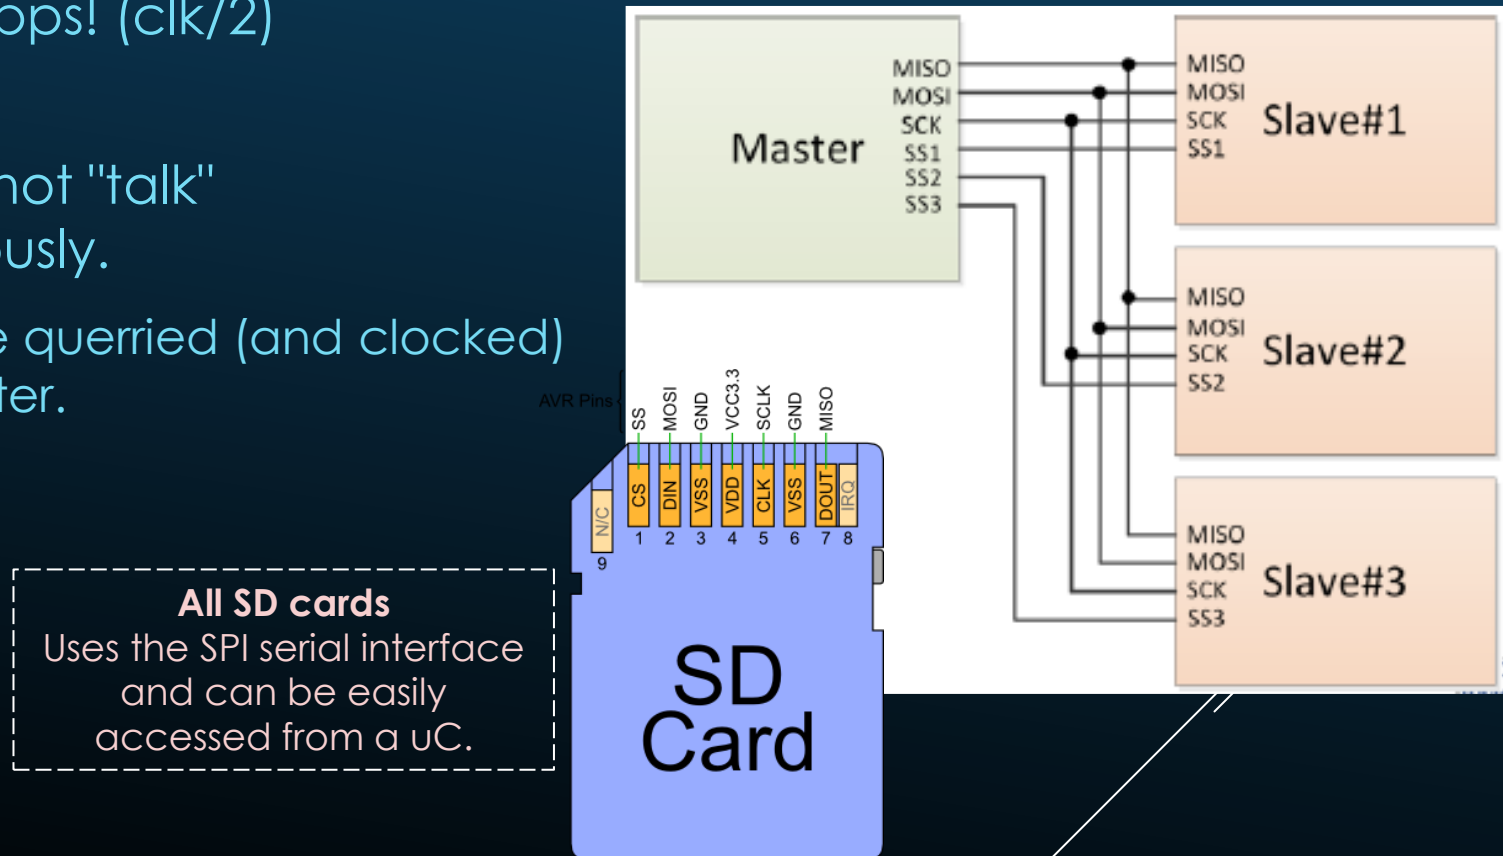 ops! (clk/2)
not "talk"
ously.
e querried (and clocked)
ter.
All SD cards
Uses the SPI serial interface
and can be easily
accessed from a uC.
Master
MISO
MOSI
SCK
SS1
SS2
SS3
MISO
MOSI
SCK
SS1
Slave#1
MISO
MOSI
SCK
SS2
Slave#2
MISO
MOSI
SCK
SS3
Slave#3
AVR Pins
SS
MOSI
GND
VCC3.3
SCLK
GND
MISO
N/C
CS
DIN
VSS
VDD
CLK
VSS
DOUT
IRQ
9
1 2 3 4 5 6 7 8
SD
Card